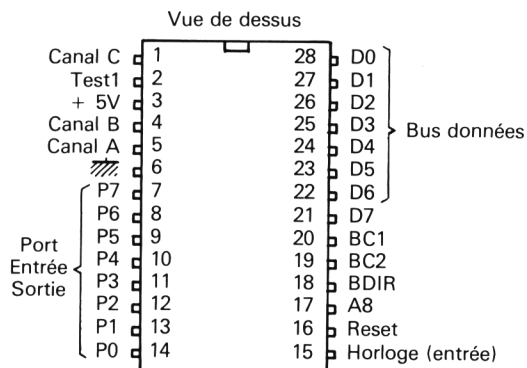 Vue de dessus
Canal C 1 28 D0
Test1 2 27 D1
+ 5V 3 26 D2
Canal B 4 25 D3
Canal A 5 24 D4
6 23 D5
P7 7 22 D6
P6 8 21 D7
P5 9 20 BC1
P4 10 19 BC2
P3 11 18 BDIR
P2 12 17 A8
P1 13 16 Reset
P0 14 15 Horloge (entrée)
Bus données
Port
Entrée
Sortie